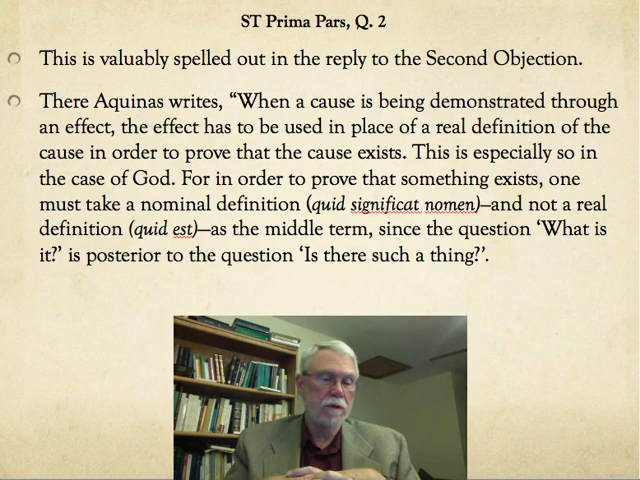 ST Prima Pars, Q. 2
This is valuably spelled out in the reply to the Second Objection.
There Aquinas writes, “When a cause is being demonstrated through
an effect, the effect has to be used in place of a real definition of the
cause in order to prove that the cause exists. This is especially so in
the case of God. For in order to prove that something exists, one
must take a nominal definition (quid significat nomen)—and not a real
definition (quid est)—as the middle term, since the question ‘What is
it?’ is posterior to the question ‘Is there such a thing?’.